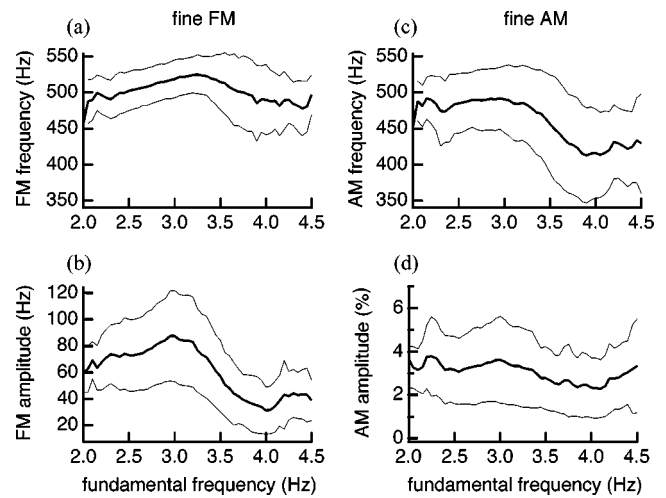 fine FM
fine AM
(a)
(c)
FM frequency (Hz)
550
500
450
400
350
2.0 2.5 3.0 3.5 4.0 4.5
AM frequency (Hz)
550
500
450
400
350
2.0 2.5 3.0 3.5 4.0 4.5
(b)
(d)
FM amplitude (Hz)
120
100
80
60
40
20
2.0 2.5 3.0 3.5 4.0 4.5
fundamental frequency (Hz)
AM amplitude (%)
6
4
2
0
2.0 2.5 3.0 3.5 4.0 4.5
fundamental frequency (Hz)